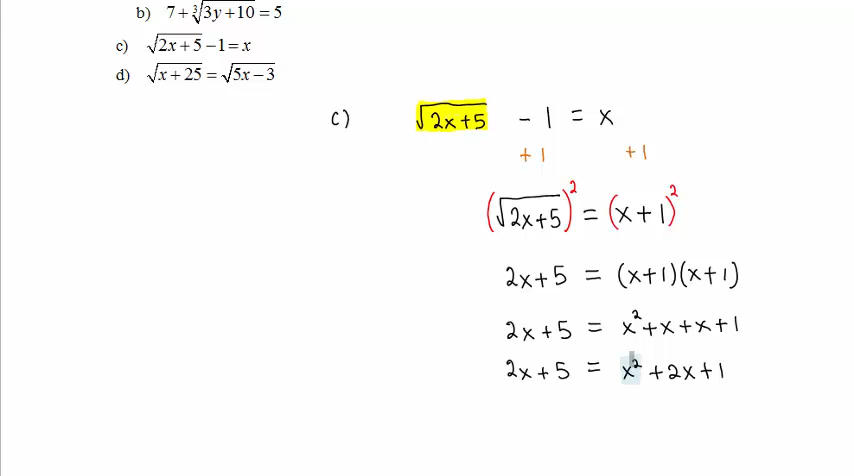 b) 7 + ∛(3y + 10) = 5
c) √(2x + 5) − 1 = x
d) √(x + 25) = √(5x − 3)
c) √(2x + 5) − 1 = x
+ 1 + 1
(√(2x + 5))² = (x + 1)²
2x + 5 = (x + 1)(x + 1)
2x + 5 = x² + x + x + 1
2x + 5 = x² + 2x + 1